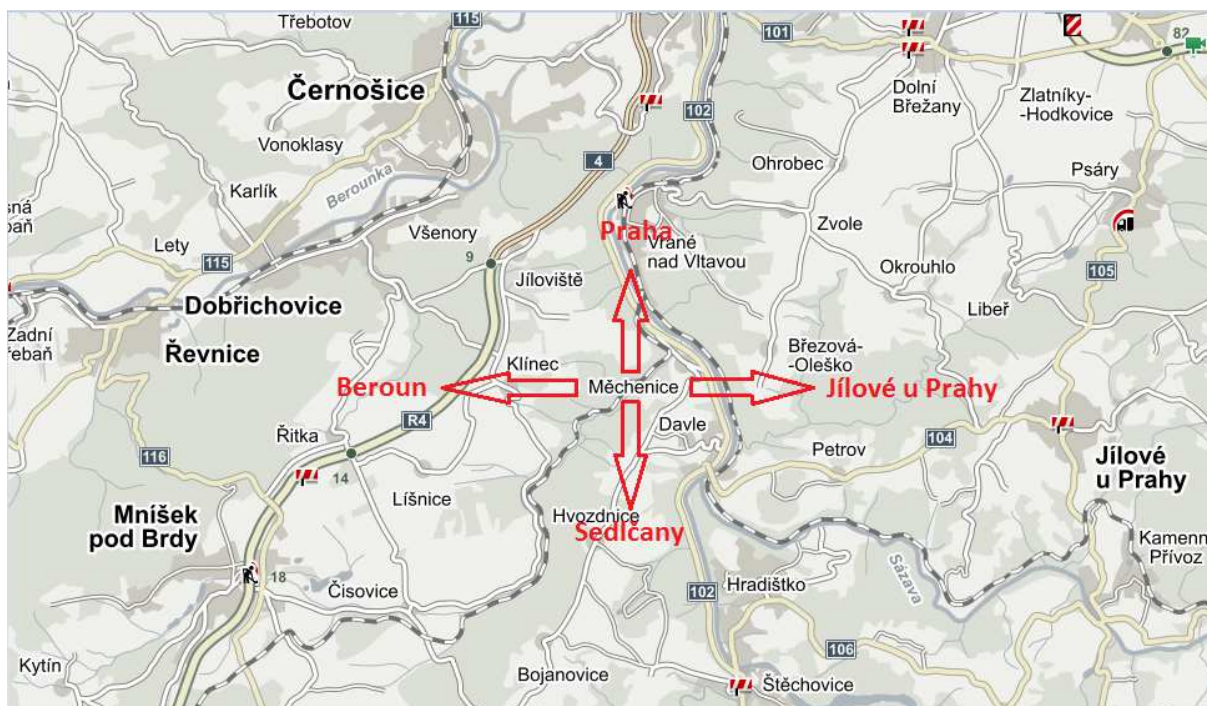 Třebotov
115
82
101
Černošice
Dolní
Břežany
Zlatníky-
-Hodkovice
102
Vonoklasy
4
Ohrobec
Psáry
Karlík
Berounka
Praha
Zvole
Všenory
Vrané
nad Vltavou
Lety
115
9
Okrouhlo
105
Jíloviště
Dobřichovice
Libeř
Zadní
Řevnice
Klínec
Březová-
-Oleško
Beroun
Měchenice
Jílové u Prahy
R4
Davle
Řitka
104
116
Petrov
14
Jílové
u Prahy
Líšnice
Mníšek
pod Brdy
Hvozdnice
Sedlčany
Kamenn
Přívoz
Sázava
18
Čisovice
102
Hradištko
106
Kytín
Bojanovice
Štěchovice